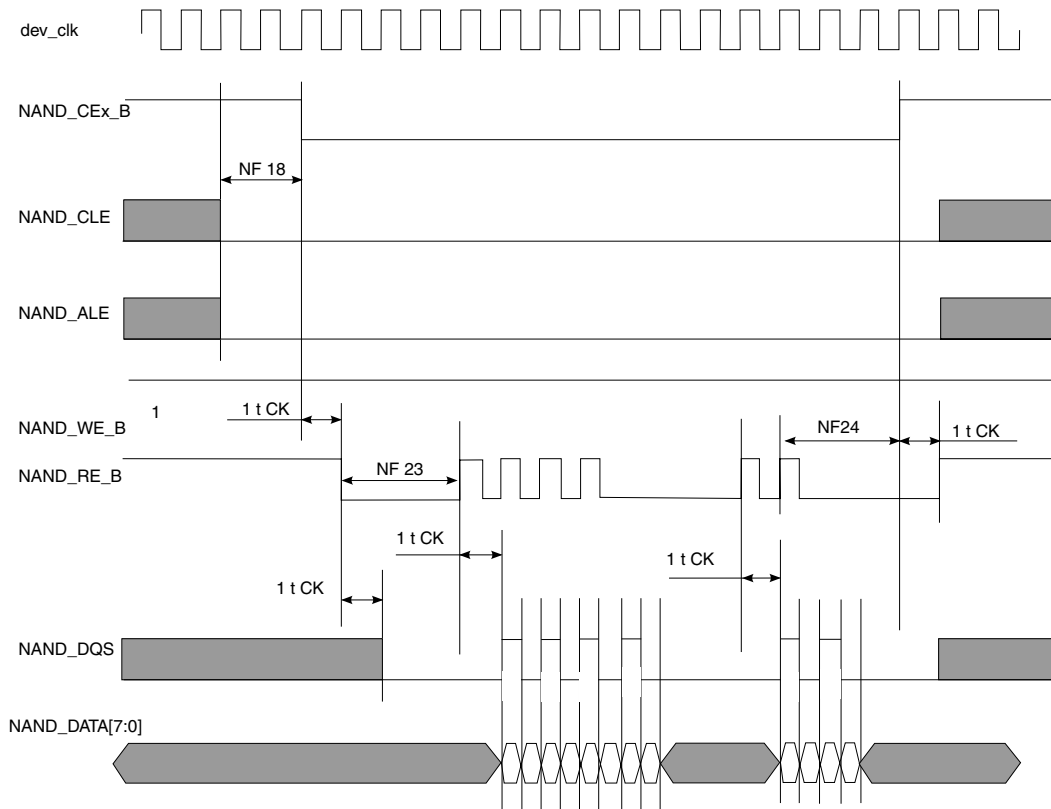 dev_clk
NAND_CEx_B
NF 18
NAND_CLE
NAND_ALE
1
1 t CK
NAND_WE_B
NF24
1 t CK
NAND_RE_B
NF 23
1 t CK
1 t CK
1 t CK
NAND_DQS
NAND_DATA[7:0]